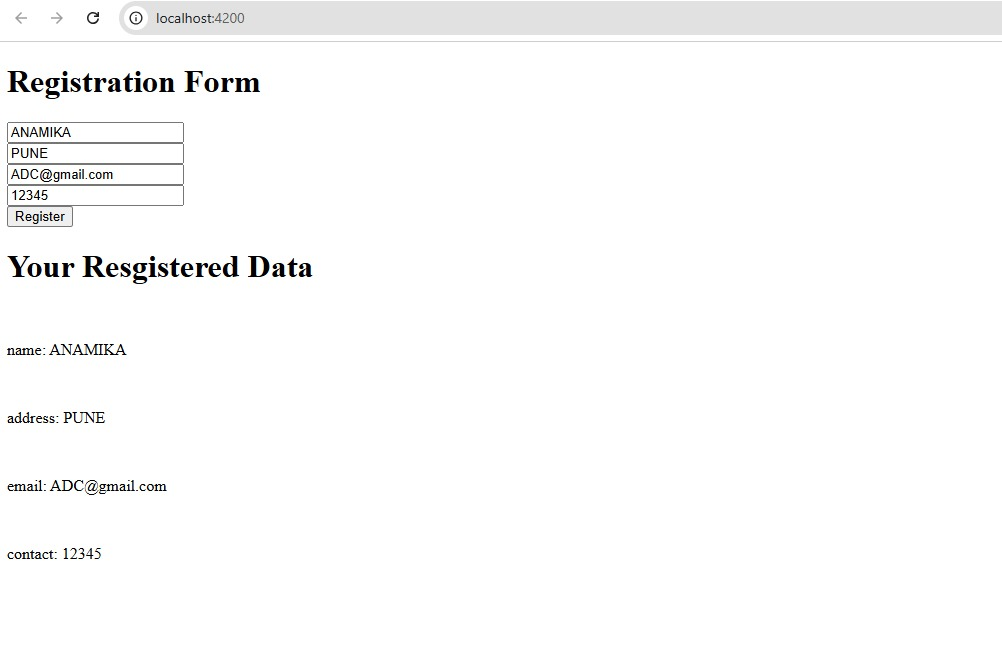 localhost:4200
Registration Form
ANAMIKA
PUNE
ADC@gmail.com
12345
Register
Your Resgistered Data
name: ANAMIKA
address: PUNE
email: ADC@gmail.com
contact: 12345